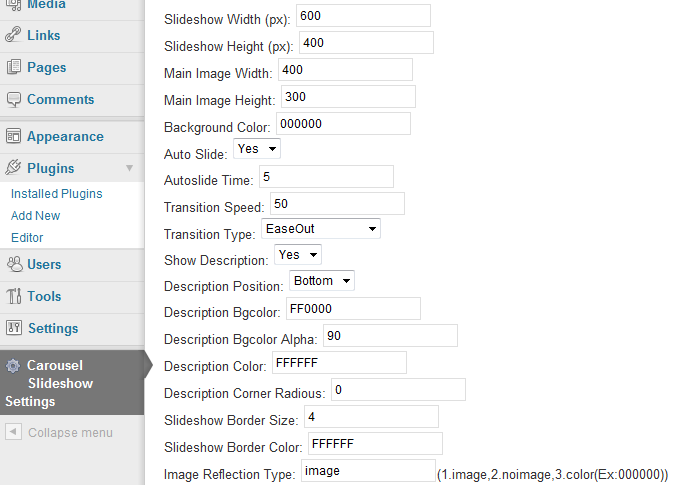 Media
Links
Pages
Comments
Appearance
Plugins
Installed Plugins
Add New
Editor
Users
Tools
Settings
Carousel
Slideshow
Settings
Collapse menu
Slideshow Width (px): 600
Slideshow Height (px): 400
Main Image Width: 400
Main Image Height: 300
Background Color: 000000
Auto Slide: Yes
Autoslide Time: 5
Transition Speed: 50
Transition Type: EaseOut
Show Description: Yes
Description Position: Bottom
Description Bgcolor: FF0000
Description Bgcolor Alpha: 90
Description Color: FFFFFF
Description Corner Radious: 0
Slideshow Border Size: 4
Slideshow Border Color: FFFFFF
Image Reflection Type: image (1.image,2.noimage,3.color(Ex:000000))